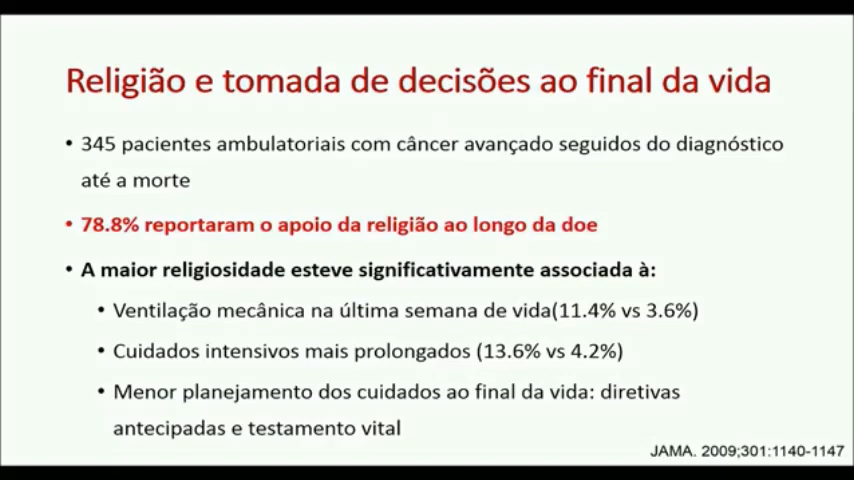 Religião e tomada de decisões ao final da vida
• 345 pacientes ambulatoriais com câncer avançado seguidos do diagnóstico
até a morte
• 78.8% reportaram o apoio da religião ao longo da doe
• A maior religiosidade esteve significativamente associada à:
• Ventilação mecânica na última semana de vida(11.4% vs 3.6%)
• Cuidados intensivos mais prolongados (13.6% vs 4.2%)
• Menor planejamento dos cuidados ao final da vida: diretivas
antecipadas e testamento vital
JAMA. 2009;301:1140-1147